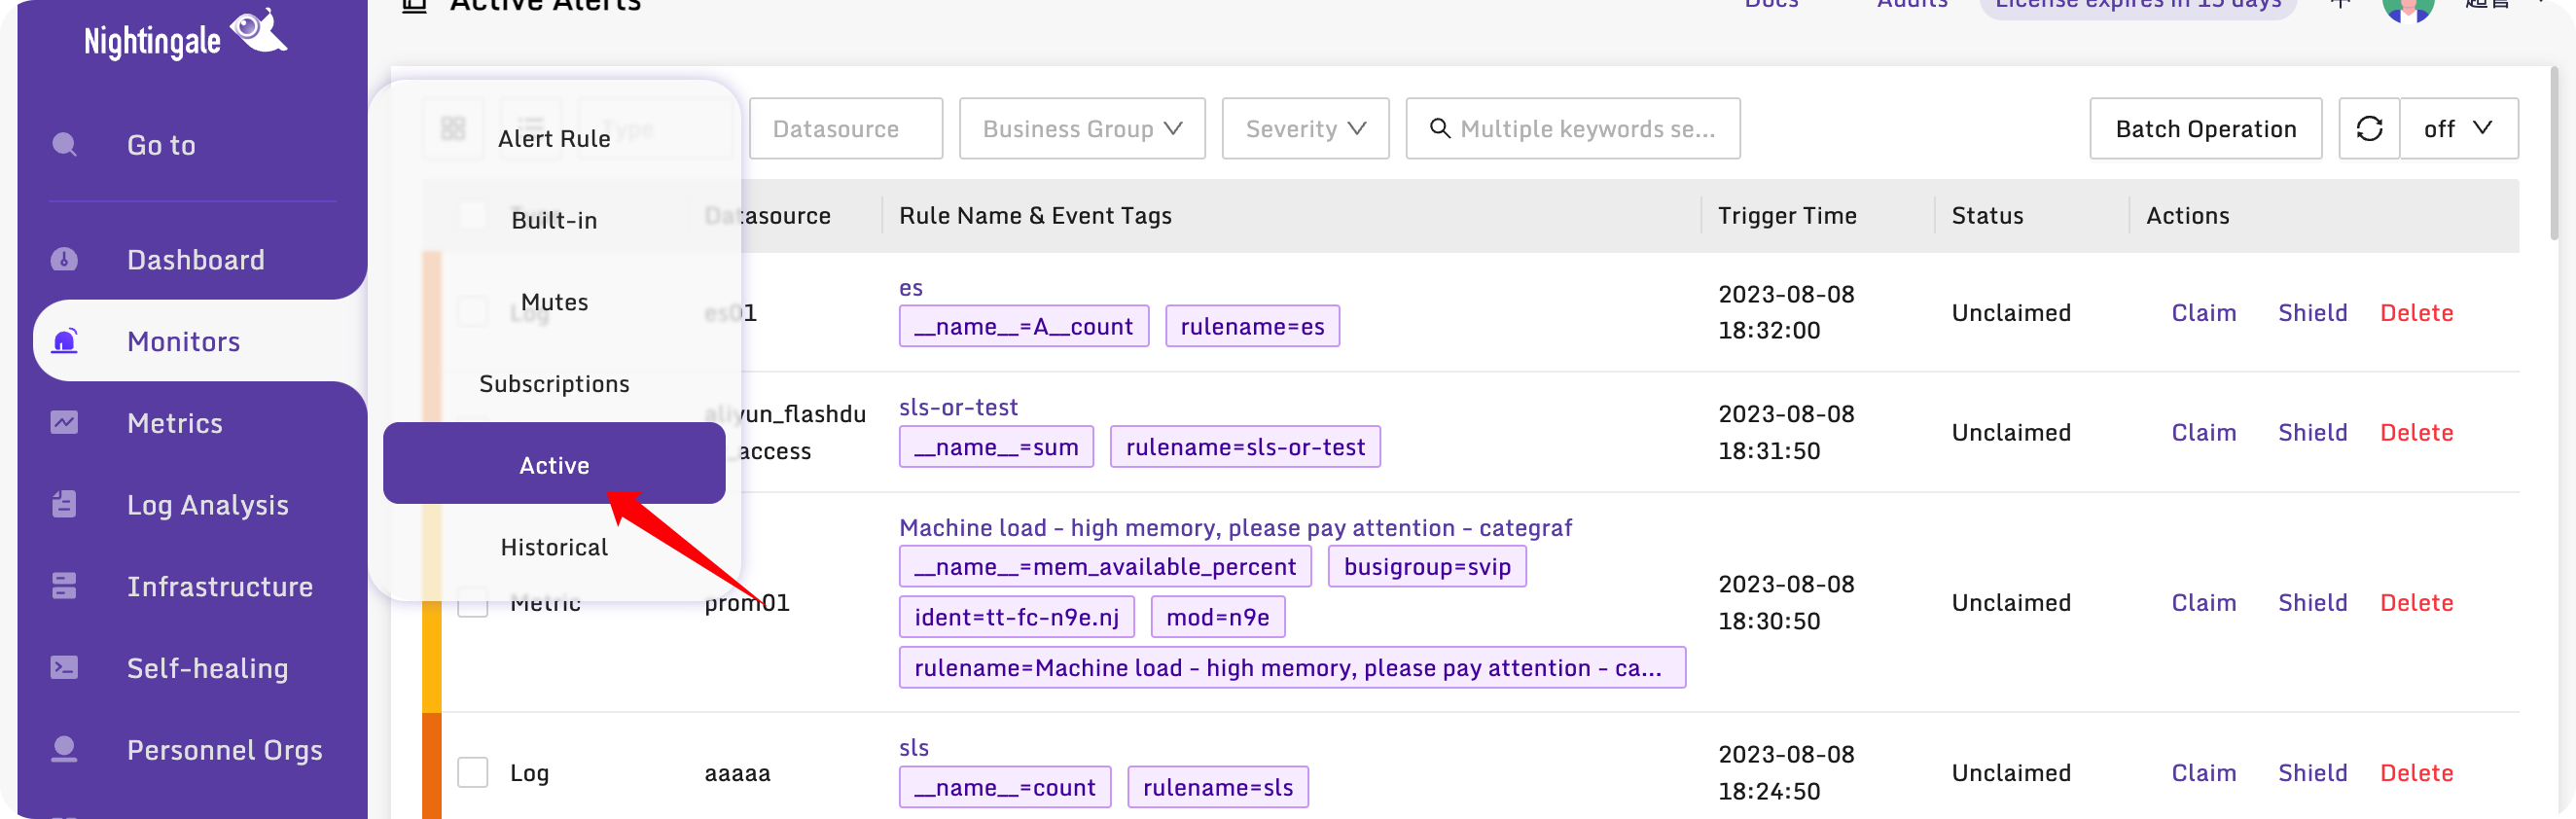 Active Alerts
Docs
Audits
License expires in 15 days
中
超管
Nightingale
Go to
Dashboard
Monitors
Metrics
Log Analysis
Infrastructure
Self-healing
Personnel Orgs
Alert Rule
Built-in
Mutes
Subscriptions
Active
Historical
Type
Datasource
Business Group
Severity
Multiple keywords se...
Batch Operation
off
Type
Datasource
Rule Name & Event Tags
Trigger Time
Status
Actions
Log
es01
es
__name__=A__count
rulename=es
2023-08-08
18:32:00
Unclaimed
Claim
Shield
Delete
aliyun_flashdu
_access
sls-or-test
__name__=sum
rulename=sls-or-test
2023-08-08
18:31:50
Unclaimed
Claim
Shield
Delete
Metric
prom01
Machine load - high memory, please pay attention - categraf
__name__=mem_available_percent
busigroup=svip
ident=tt-fc-n9e.nj
mod=n9e
rulename=Machine load - high memory, please pay attention - ca...
2023-08-08
18:30:50
Unclaimed
Claim
Shield
Delete
Log
aaaaa
sls
__name__=count
rulename=sls
2023-08-08
18:24:50
Unclaimed
Claim
Shield
Delete